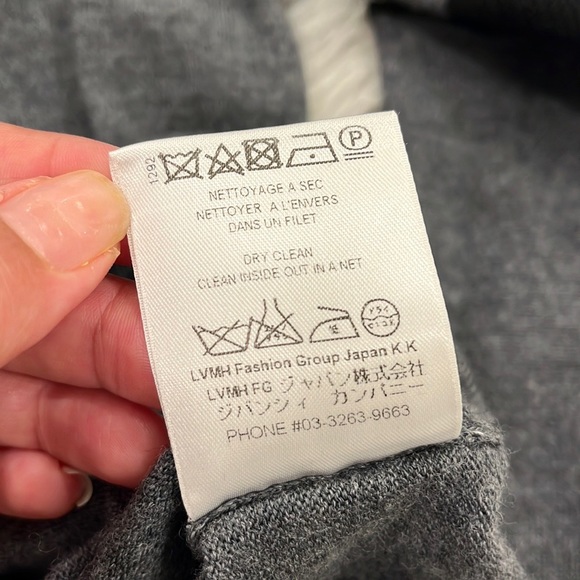 1292
P
NETTOYAGE A SEC
NETTOYER A L'ENVERS
DANS UN FILET
DRY CLEAN
CLEAN INSIDE OUT IN A NET
LVMH Fashion Group Japan K.K
LVMH FG ジャパン株式会社
ジバンシィ カンパニー
PHONE #03-3263-9663